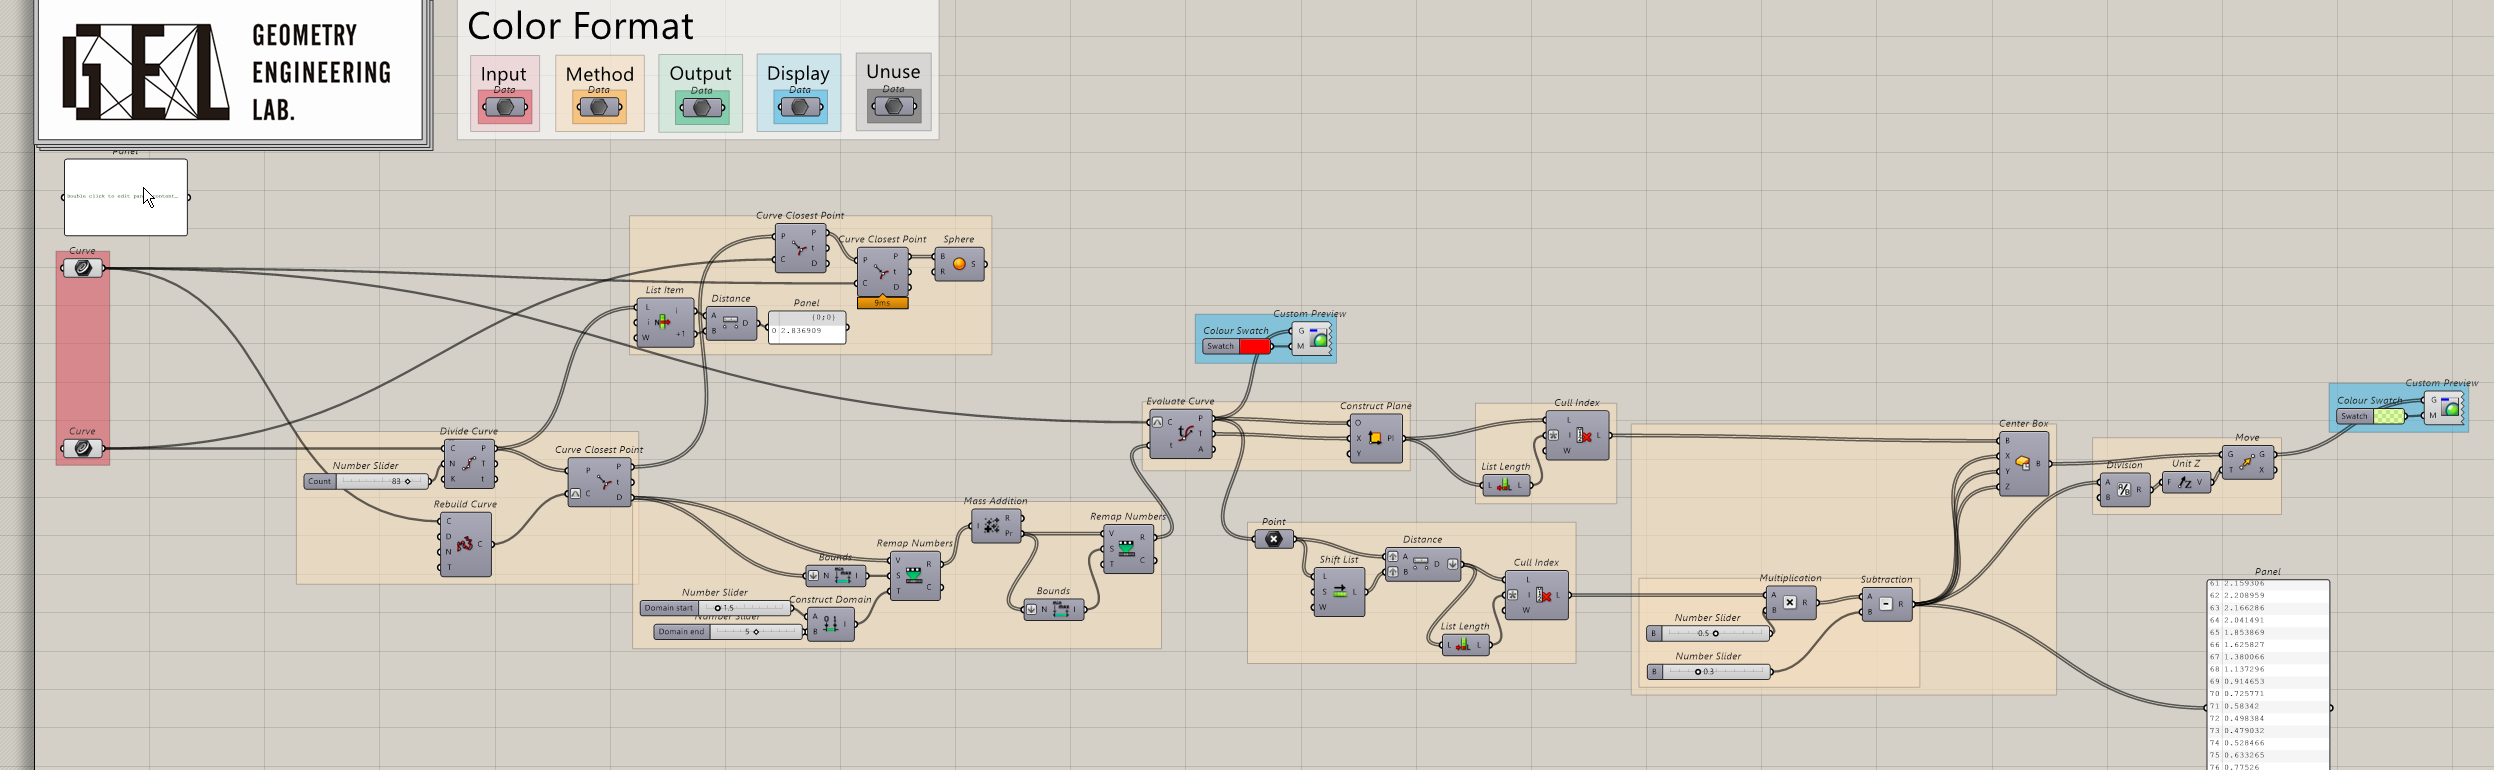 GEOMETRY
ENGINEERING
LAB.
Color Format
Input
Method
Output
Display
Unuse
Data
Data
Data
Data
Data
Panel
Double click to edit panel content…
Curve
Curve
Curve Closest Point
P
C
P
t
D
Curve Closest Point
P
C
P
t
D
9ms
Sphere
B
R
S
List Item
L
i
W
N
i
+1
Distance
A
B
D
Panel
{0;0}
0 2.836909
Divide Curve
C
N
K
P
T
t
Number Slider
Count
83
Rebuild Curve
C
D
N
T
C
Curve Closest Point
P
C
P
t
D
Bounds
N
I
Number Slider
Domain start
1.5
Number Slider
Domain end
5
Construct Domain
A
B
I
Remap Numbers
V
S
T
R
C
Mass Addition
I
R
Pr
Bounds
N
I
Remap Numbers
V
S
T
R
C
Colour Swatch
Swatch
Custom Preview
G
M
Evaluate Curve
C
t
P
T
A
Construct Plane
O
X
Y
Pl
Cull Index
L
I
W
L
List Length
L
L
Point
Shift List
L
S
W
L
Distance
A
B
D
Cull Index
L
I
W
L
List Length
L
L
Number Slider
B
0.5
Number Slider
B
0.3
Multiplication
A
B
R
Subtraction
A
B
R
Center Box
B
X
Y
Z
B
Division
A
B
A/B
R
Unit Z
F
Z
V
Move
G
T
G
X
Colour Swatch
Swatch
Custom Preview
G
M
Panel
61 2.159306
62 2.208959
63 2.166286
64 2.041491
65 1.853869
66 1.625827
67 1.380066
68 1.137296
69 0.914653
70 0.725771
71 0.58342
72 0.498384
73 0.479032
74 0.528466
75 0.633265
76 0.77526